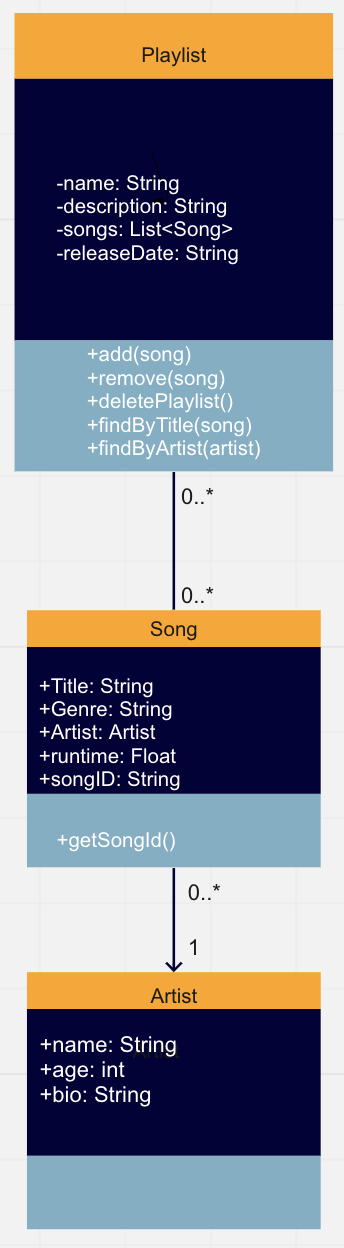 Playlist
-name: String
-description: String
-songs: List<Song>
-releaseDate: String
+add(song)
+remove(song)
+deletePlaylist()
+findByTitle(song)
+findByArtist(artist)
0..*
0..*
Song
+Title: String
+Genre: String
+Artist: Artist
+runtime: Float
+songID: String
+getSongId()
0..*
1
Artist
+name: String
+age: int
+bio: String